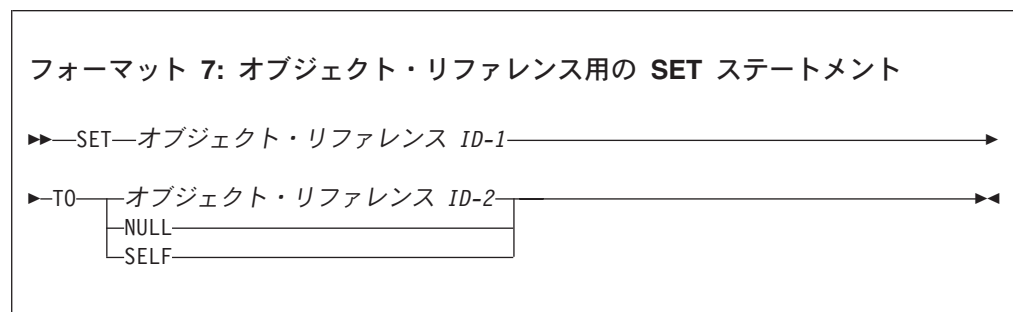 フォーマット 7: オブジェクト・リファレンス用の SET ステートメント
SET オブジェクト・リファレンス ID-1
TO オブジェクト・リファレンス ID-2
NULL
SELF